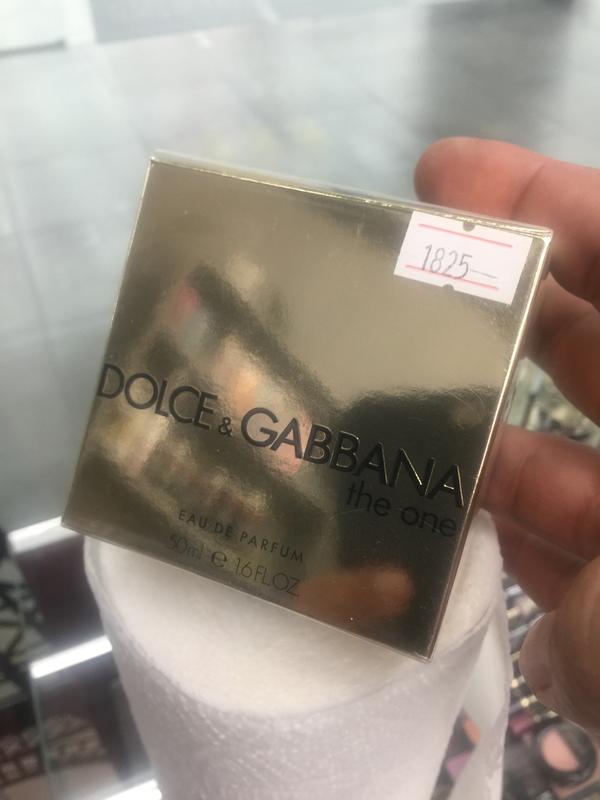 1825—
DOLCE & GABBANA
the one
EAU DE PARFUM
50ml ℮ 1.6 FL.OZ